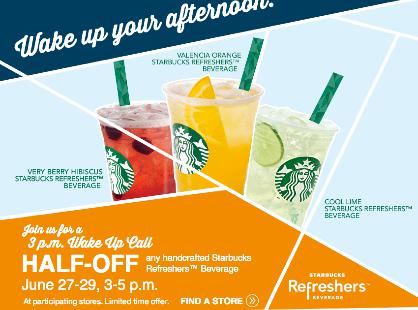 Wake up your afternoon.
VALENCIA ORANGE
STARBUCKS REFRESHERS™
BEVERAGE
VERY BERRY HIBISCUS
STARBUCKS REFRESHERS™
BEVERAGE
COOL LIME
STARBUCKS REFRESHERS™
BEVERAGE
Join us for a
3 p.m. Wake Up Call
HALF-OFF any handcrafted Starbucks
Refreshers™ Beverage
June 27-29, 3-5 p.m.
At participating stores. Limited time offer. FIND A STORE
STARBUCKS
Refreshers™
BEVERAGE